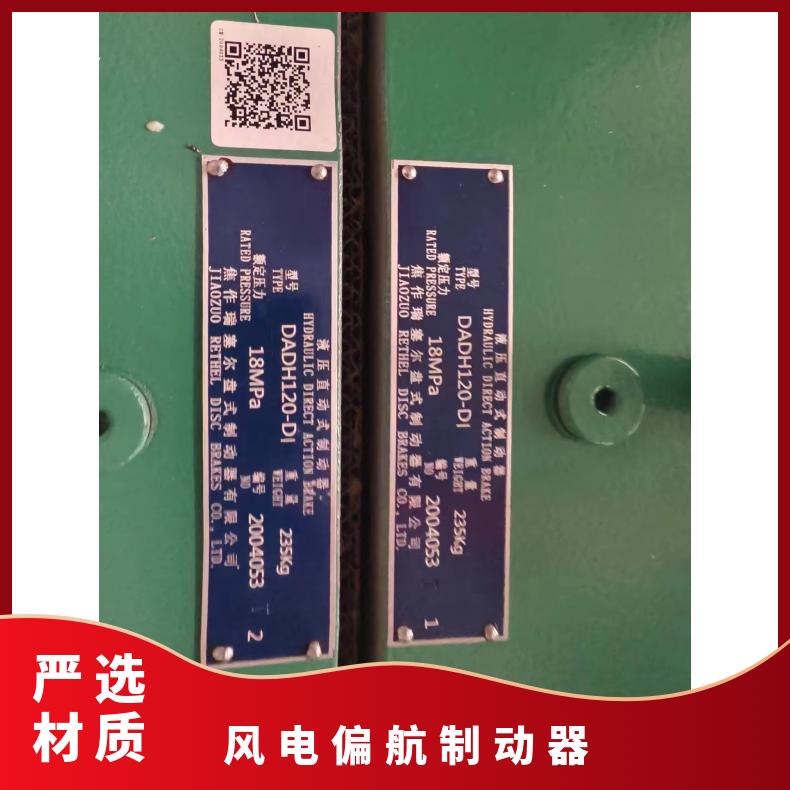 液压直动式制动器
HYDRAULIC DIRECT ACTION BRAKE
型号 DADH120-DI 重量 235Kg
TYPE WEIGHT
额定压力 18MPa 编号 2004053 T 2
RATED PRESSURE NO
焦作瑞塞尔盘式制动器有限公司
JIAOZUO RETHEL DISC BRAKES CO., LTD.
液压直动式制动器
HYDRAULIC DIRECT ACTION BRAKE
型号 DADH120-DI 重量 235Kg
TYPE WEIGHT
额定压力 18MPa 编号 2004053 T 1
RATED PRESSURE NO
焦作瑞塞尔盘式制动器有限公司
JIAOZUO RETHEL DISC BRAKES CO., LTD.
严选
材质
风电偏航制动器